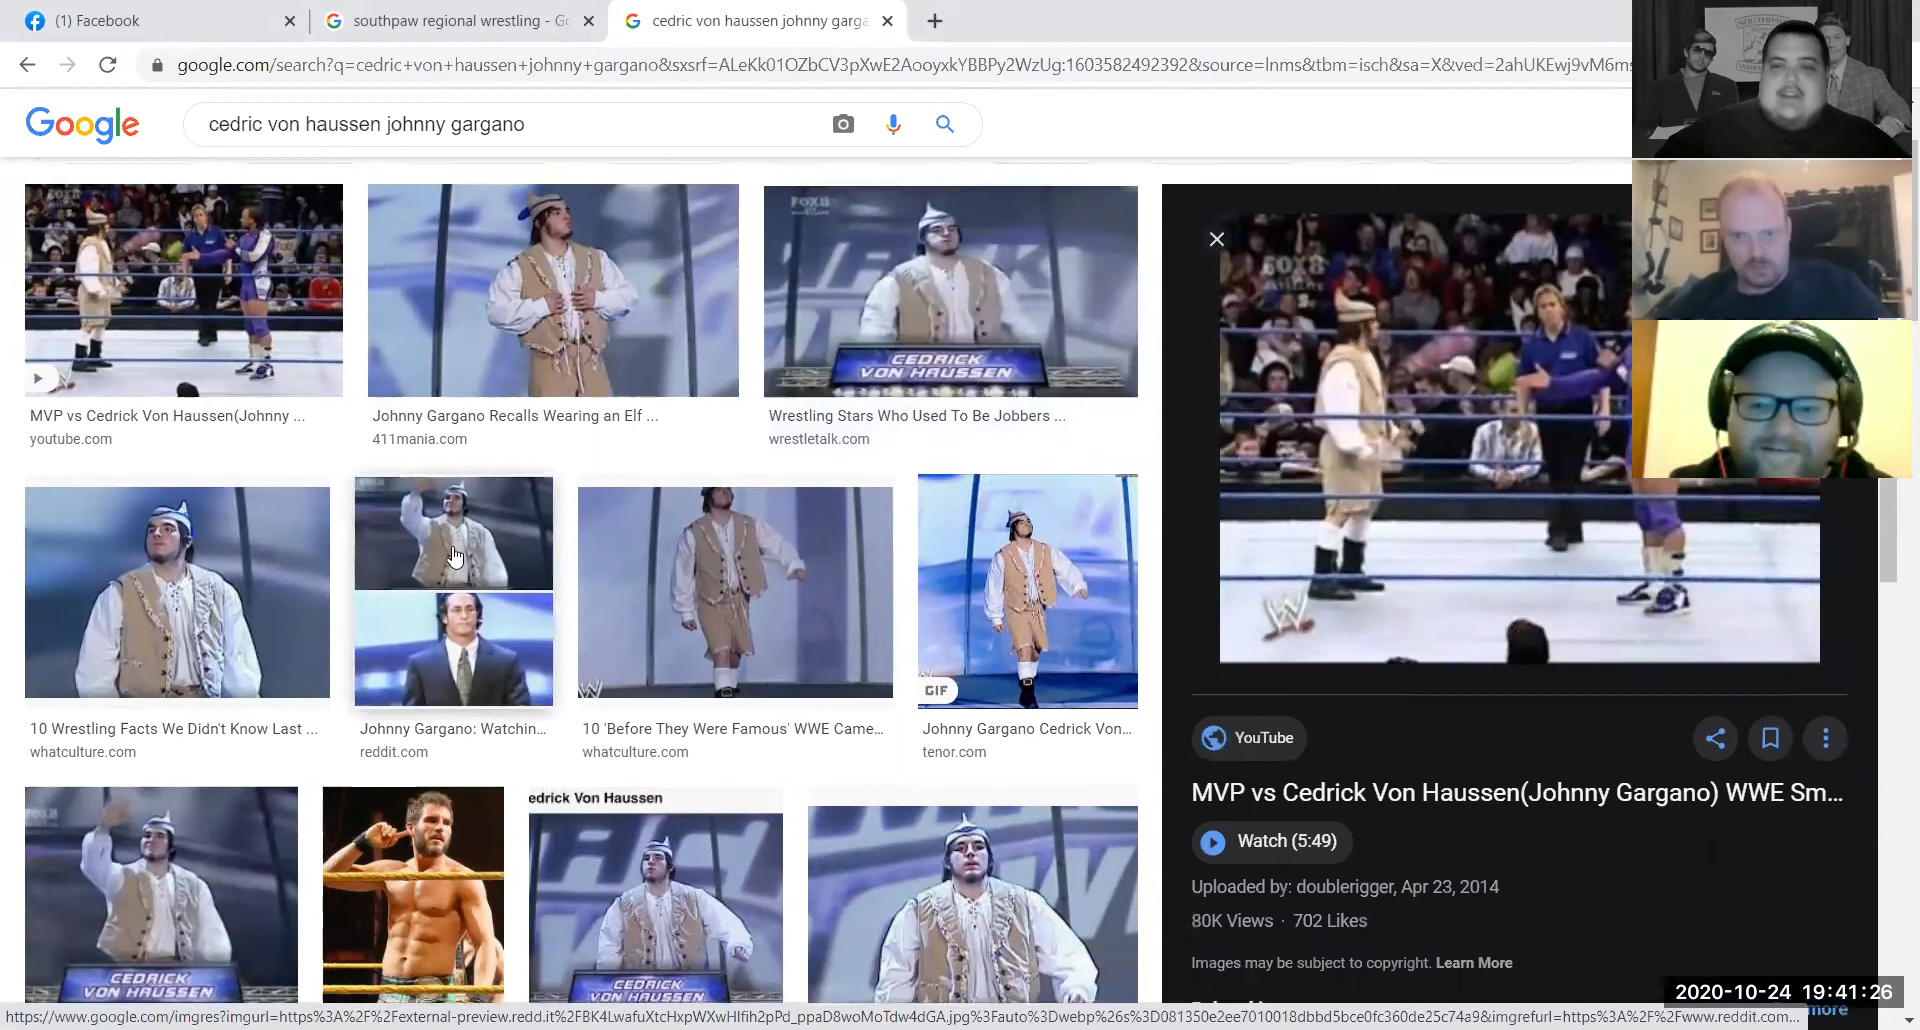 (1) Facebook
southpaw regional wrestling - Go
cedric von haussen johnny garga
google.com/search?q=cedric+von+haussen+johnny+gargano&sxsrf=ALeKk01OZbCV3pXwE2AooyxkYBBPy2WzUg:1603582492392&source=lnms&tbm=isch&sa=X&ved=2ahUKEwj9vM6ms
SOUTHPAW
Google
cedric von haussen johnny gargano
FOX8
CEDRICK
VON HAUSSEN
FOX8
MVP vs Cedrick Von Haussen(Johnny ...
youtube.com
Johnny Gargano Recalls Wearing an Elf ...
411mania.com
Wrestling Stars Who Used To Be Jobbers ...
wrestletalk.com
GIF
10 Wrestling Facts We Didn't Know Last ...
whatculture.com
Johnny Gargano: Watchin...
reddit.com
10 'Before They Were Famous' WWE Came...
whatculture.com
Johnny Gargano Cedrick Von...
tenor.com
YouTube
MVP vs Cedrick Von Haussen(Johnny Gargano) WWE Sm...
Watch (5:49)
Uploaded by: doublerigger, Apr 23, 2014
80K Views · 702 Likes
Images may be subject to copyright. Learn More
edrick Von Haussen
FOX8
CEDRICK
VON HAUSSEN
CEDRICK
VON HAUSSEN
2020-10-24 19:41:26
more
https://www.google.com/imgres?imgurl=https%3A%2F%2Fexternal-preview.redd.it%2FBK4LwafuXtcHxpWXwHlfih2pPd_ppaD8woMoTdw4dGA.jpg%3Fauto%3Dwebp%26s%3D081350e2ee7010018dbbd5bce0fc360de25c74a9&imgrefurl=https%3A%2F%2Fwww.reddit.com...